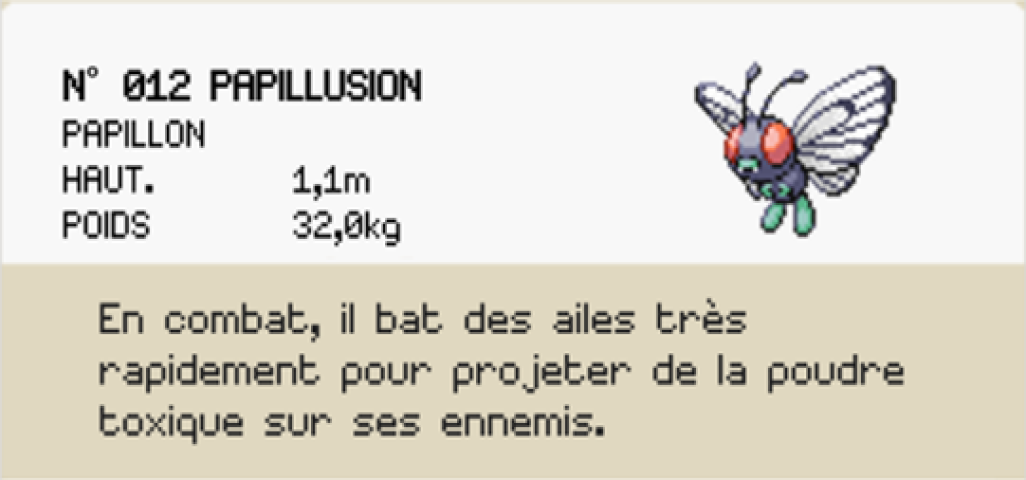 N° 012 PAPILLUSION
PAPILLON
HAUT. 1,1m
POIDS 32,0kg
En combat, il bat des ailes très
rapidement pour projeter de la poudre
toxique sur ses ennemis.